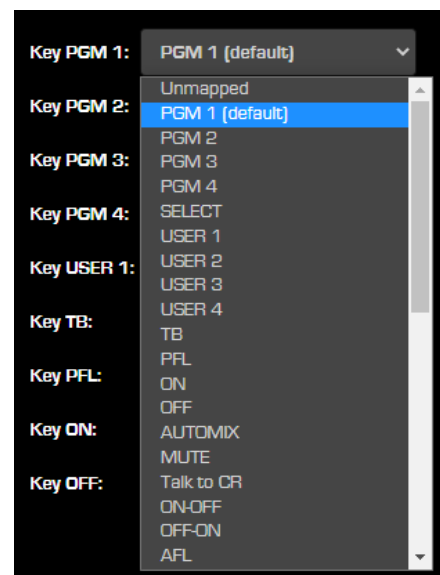 Key PGM 1: PGM 1 (default)
Unmapped
Key PGM 2: PGM 1 (default)
PGM 2
Key PGM 3: PGM 3
PGM 4
Key PGM 4: SELECT
USER 1
Key USER 1: USER 2
USER 3
USER 4
Key TB: TB
PFL
Key PFL: ON
OFF
Key ON: AUTOMIX
MUTE
Key OFF: Talk to CR
ON-OFF
OFF-ON
AFL